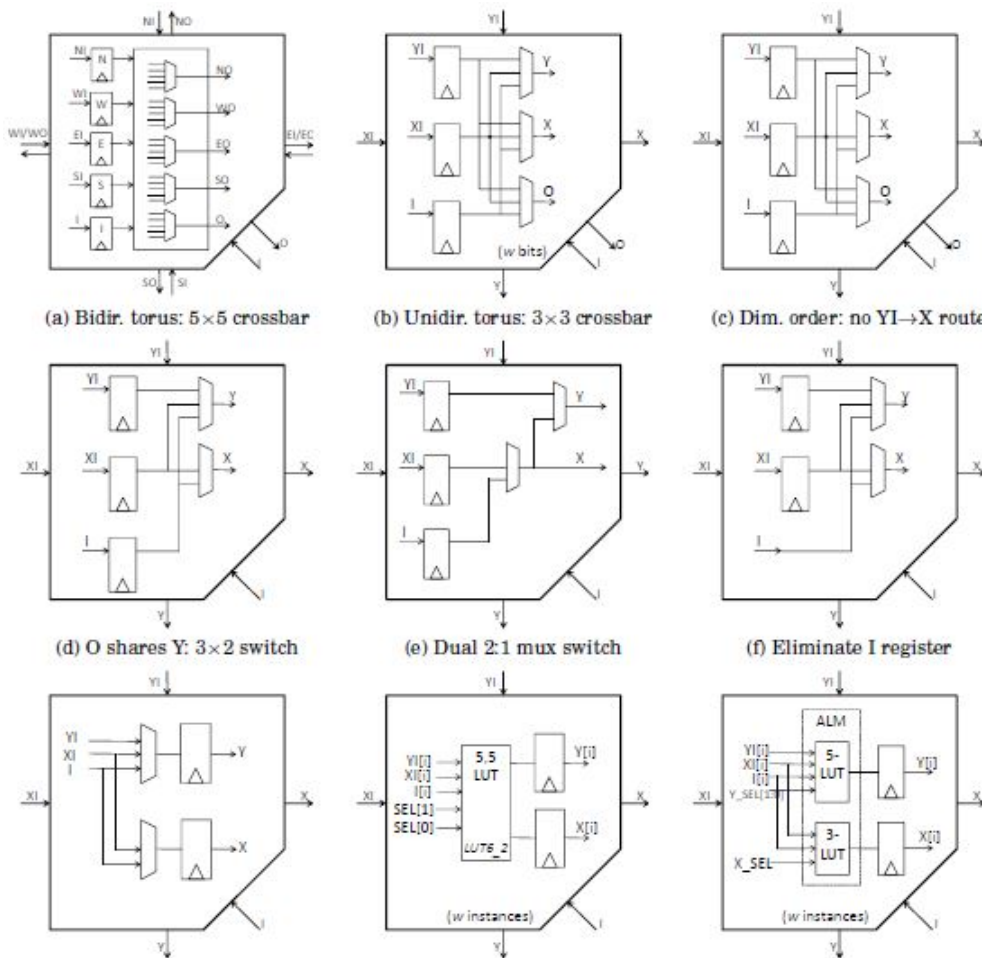 NI NO
NI N
NO
WI W
WO
WI/WO
EI E
EO
EI/EC
SI S
SO
I I
O
O
I
SO SI
(a) Bidir. torus: 5×5 crossbar
YI
YI
Y
XI
XI
X
X
I
O
(w bits)
O
I
Y
(b) Unidir. torus: 3×3 crossbar
YI
YI
Y
XI
XI
X
X
I
O
O
I
Y
(c) Dim. order: no YI→X route
YI
YI
Y
XI
XI
X
X
I
I
Y
(d) O shares Y: 3×2 switch
YI
YI
Y
XI
XI
X
Y
I
I
Y
(e) Dual 2:1 mux switch
YI
YI
Y
XI
XI
X
X
I
I
Y
(f) Eliminate I register
YI
YI
XI
I
Y
XI
X
X
I
Y
YI
YI[i]
XI[i]
I[i]
SEL[1]
SEL[0]
5,5
LUT
LUT6_2
Y[i]
X[i]
XI
X
(w instances)
I
Y
YI
ALM
YI[i]
XI[i]
I[i]
Y_SEL[1:0]
5-
LUT
Y[i]
XI
X
3-
LUT
X_SEL
X[i]
(w instances)
I
Y